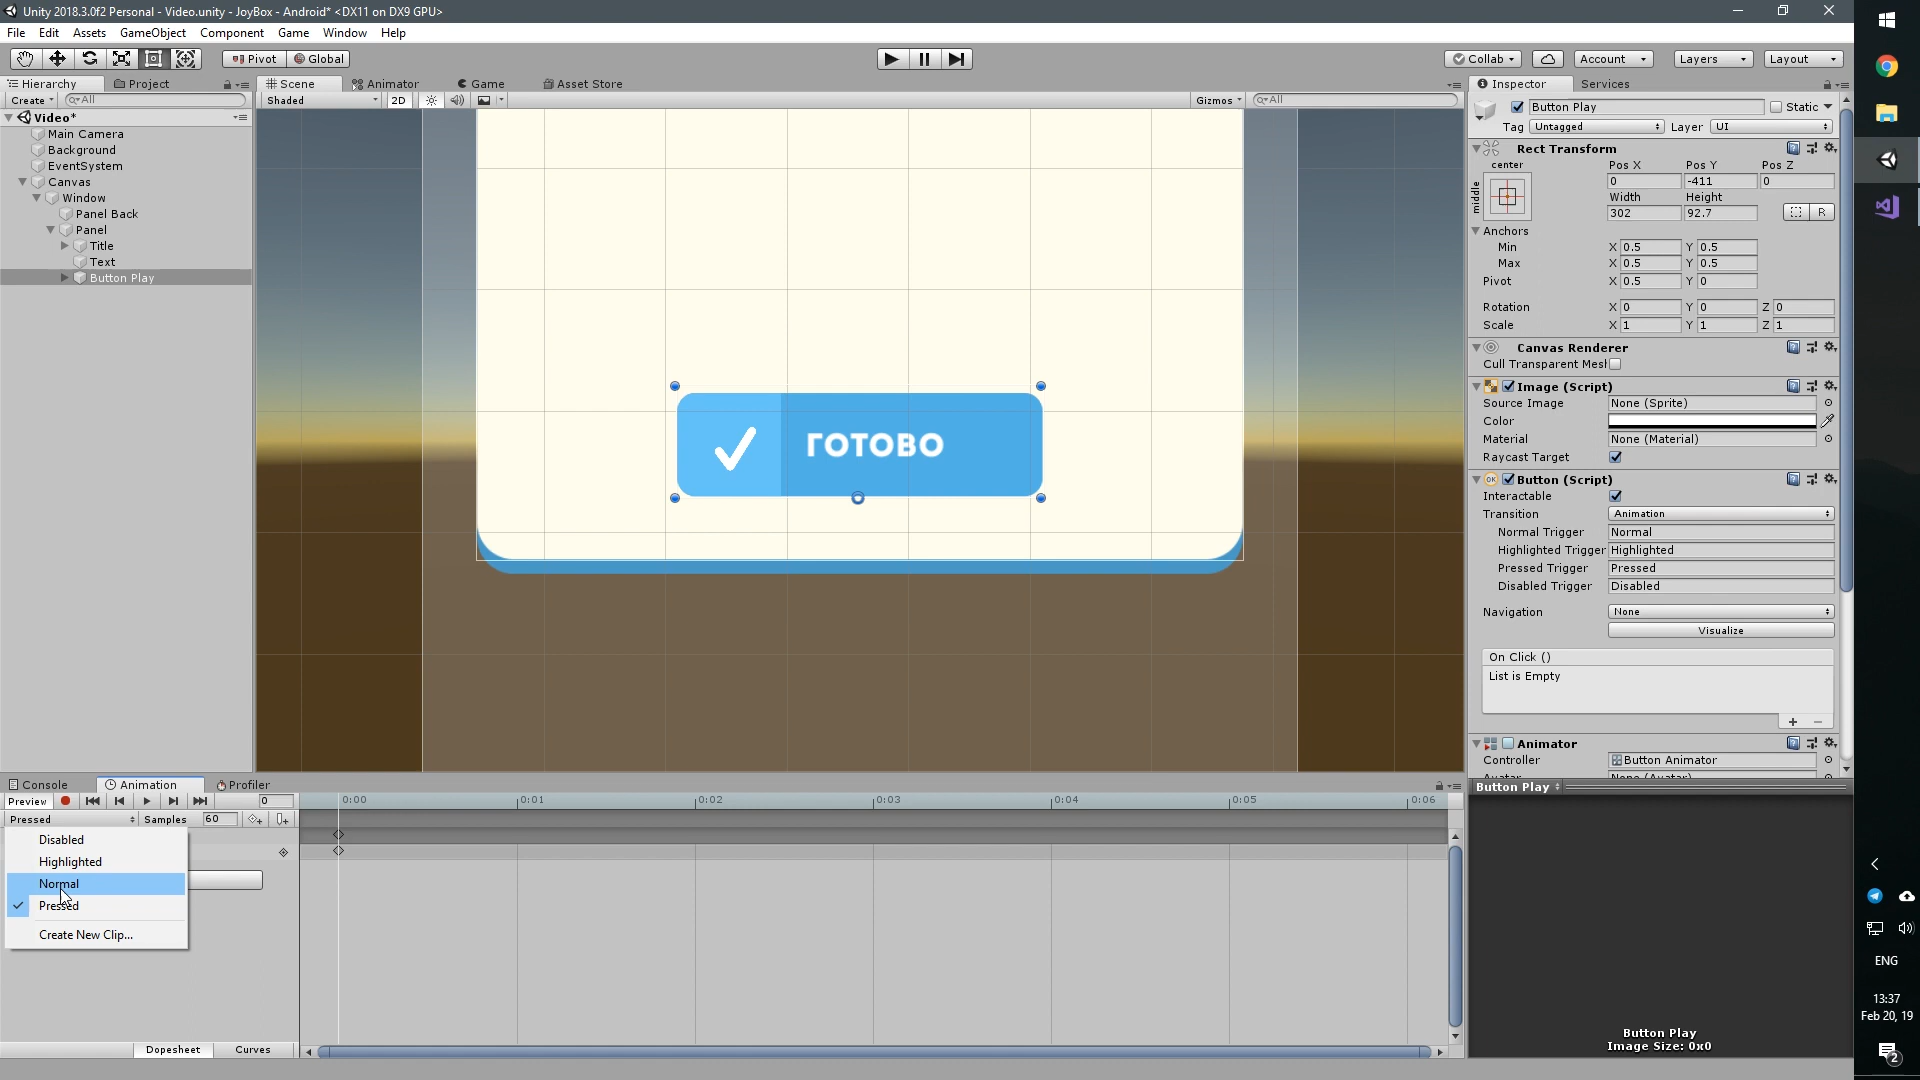 Unity 2018.3.0f2 Personal - Video.unity - JoyBox - Android* <DX11 on DX9 GPU>
File Edit Assets GameObject Component Game Window Help
Pivot Global Collab Account Layers Layout
Hierarchy Project Scene Animator Game Asset Store Inspector Services
Create All Shaded 2D Gizmos All
Video*
Main Camera
Background
EventSystem
Canvas
Window
Panel Back
Panel
Title
Text
Button Play
ГОТОВО
Button Play Static
Tag Untagged Layer UI
Rect Transform
center Pos X Pos Y Pos Z
middle 0 -411 0
Width Height
302 92.7 R
Anchors
Min X 0.5 Y 0.5
Max X 0.5 Y 0.5
Pivot X 0.5 Y 0
Rotation X 0 Y 0 Z 0
Scale X 1 Y 1 Z 1
Canvas Renderer
Cull Transparent Mesl
Image (Script)
Source Image None (Sprite)
Color
Material None (Material)
Raycast Target
OK Button (Script)
Interactable
Transition Animation
Normal Trigger Normal
Highlighted Trigger Highlighted
Pressed Trigger Pressed
Disabled Trigger Disabled
Navigation None
Visualize
On Click ()
List is Empty
Animator
Controller Button Animator
Avatar None (Avatar)
Button Play
Button Play
Image Size: 0x0
Console Animation Profiler
Preview 0 0:00 0:01 0:02 0:03 0:04 0:05 0:06
Pressed Samples 60
Disabled
Highlighted
Normal
Pressed
Create New Clip...
Dopesheet Curves
ENG
13:37
Feb 20, 19
2